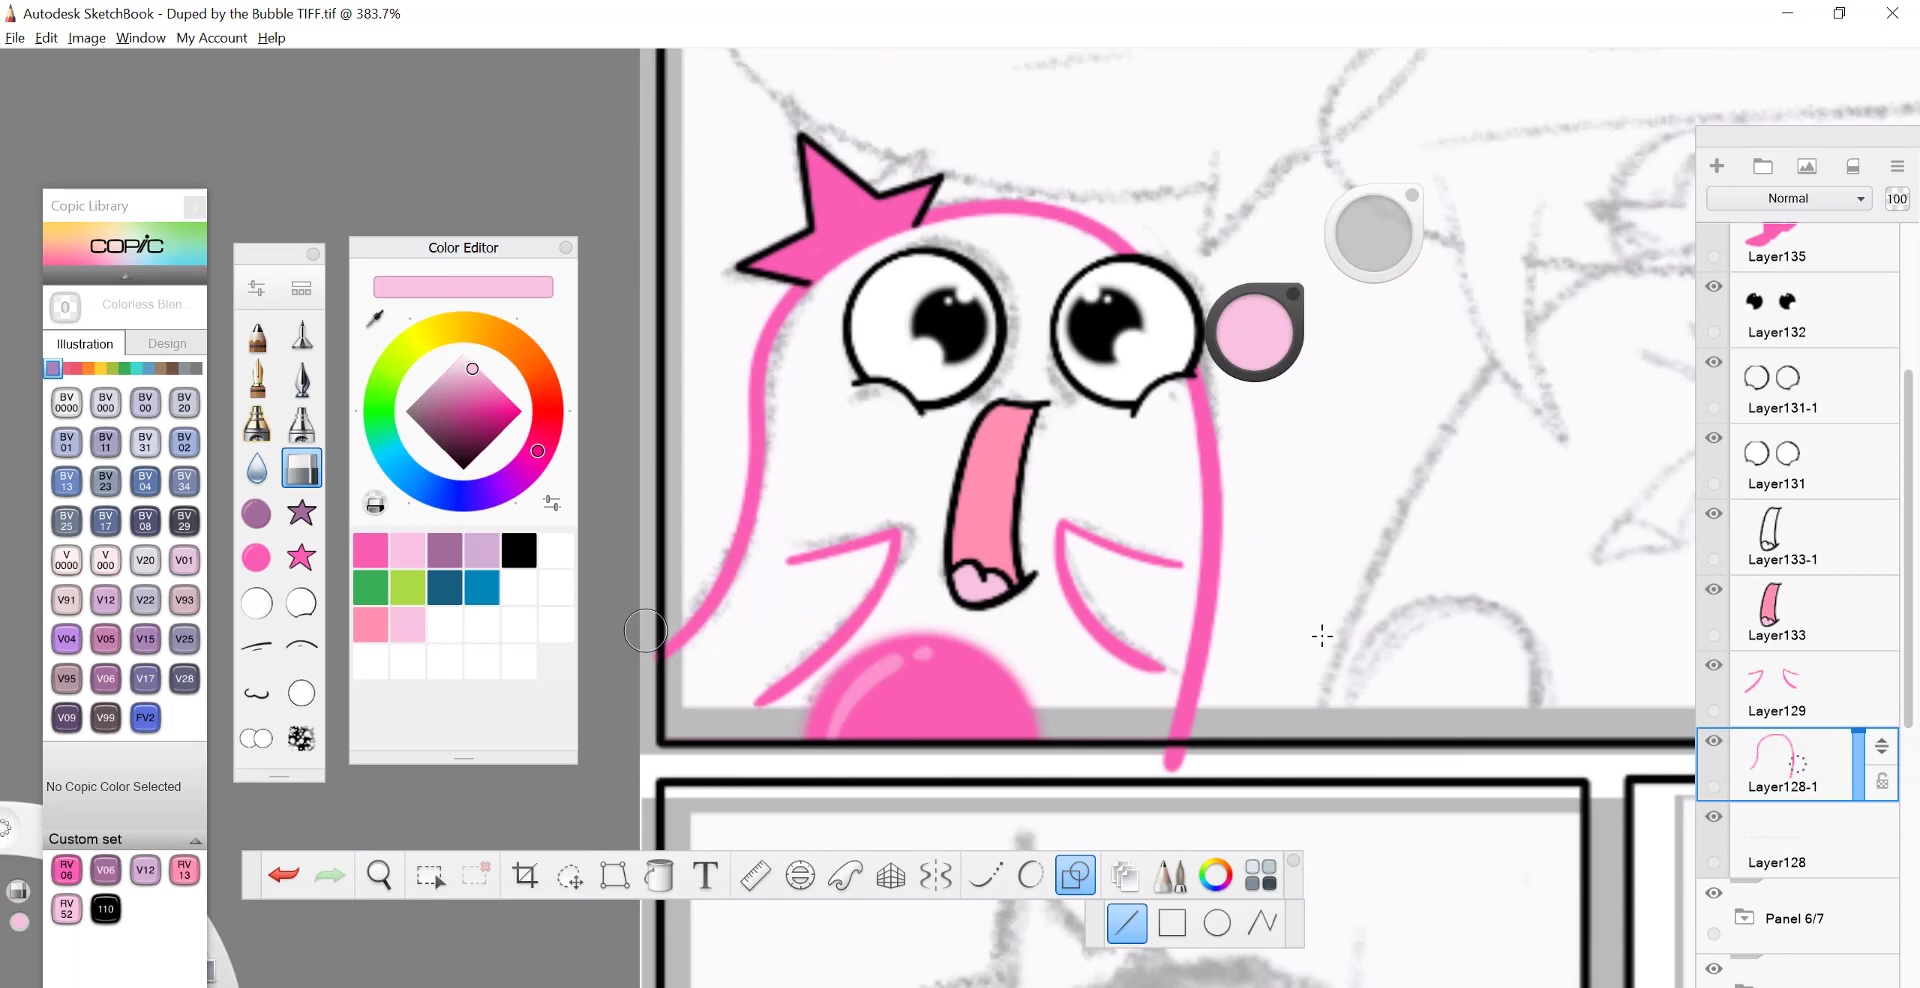 Autodesk SketchBook - Duped by the Bubble TIFF.tif @ 383.7%
File Edit Image Window My Account Help
Copic Library
COPIC
0 Colorless Blen..
Illustration Design
BV 0000 BV 000 BV 00 BV 20
BV 01 BV 11 BV 31 BV 02
BV 13 BV 23 BV 04 BV 34
BV 25 BV 17 BV 08 BV 29
V 0000 V 000 V20 V01
V91 V12 V22 V93
V04 V05 V15 V25
V95 V06 V17 V28
V09 V99 FV2
No Copic Color Selected
Custom set
RV 06 V06 V12 RV 13
RV 52 110
Color Editor
T
Normal 100
Layer135
Layer132
Layer131-1
Layer131
Layer133-1
Layer133
Layer129
Layer128-1
Layer128
Panel 6/7